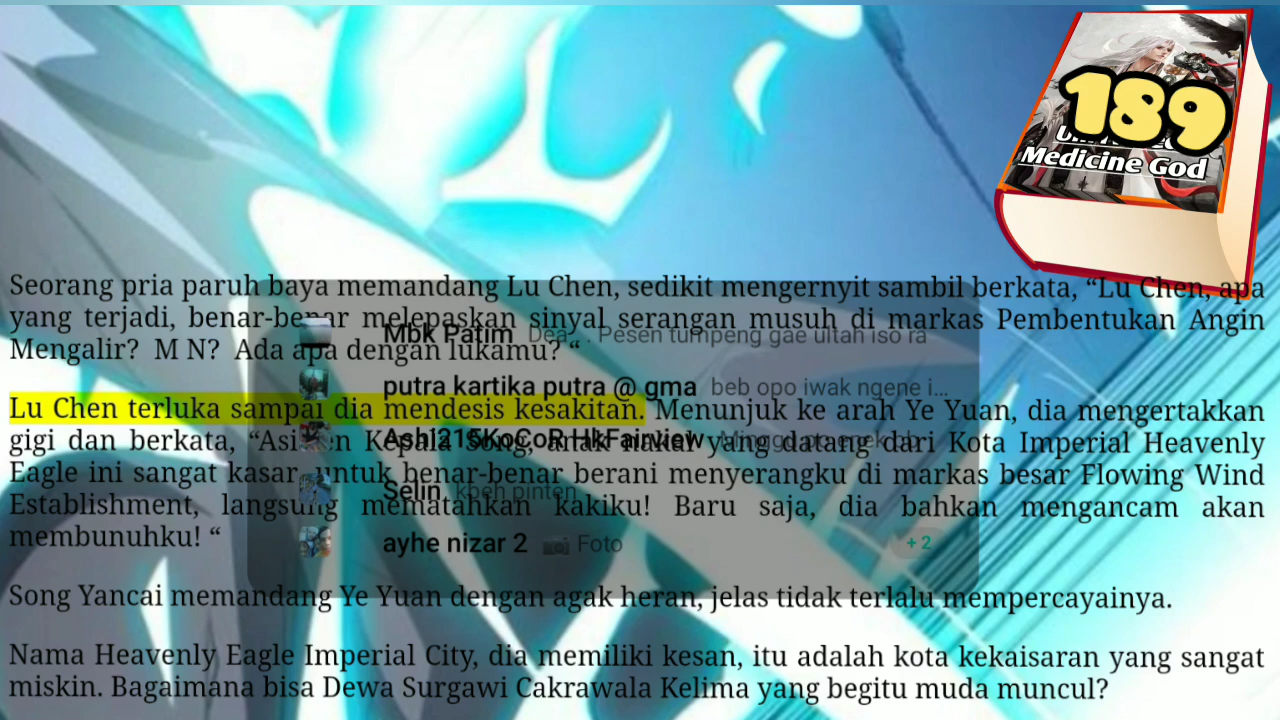 189
Medicine God
Seorang pria paruh baya memandang Lu Chen, sedikit mengernyit sambil berkata, “Lu Chen, apa
yang terjadi, benar-benar melepaskan sinyal serangan musuh di markas Pembentukan Angin
Mengalir? M N? Ada apa dengan lukamu? “
Mbk Patim Dea... Pesen tumpeng gae ultah iso ra
putra kartika putra @ gma beb opo iwak ngene i...
Lu Chen terluka sampai dia mendesis kesakitan. Menunjuk ke arah Ye Yuan, dia mengertakkan
gigi dan berkata, “Asisten Kepala Song, anak nakal yang datang dari Kota Imperial Heavenly
Ash1215KoCoR HkFairview
Eagle ini sangat kasar, untuk benar-benar berani menyerangku di markas besar Flowing Wind
Selin kbeh pinten
Establishment, langsung mematahkan kakiku! Baru saja, dia bahkan mengancam akan
membunuhku! “
ayhe nizar 2 Foto
+2
Song Yancai memandang Ye Yuan dengan agak heran, jelas tidak terlalu mempercayainya.
Nama Heavenly Eagle Imperial City, dia memiliki kesan, itu adalah kota kekaisaran yang sangat
miskin. Bagaimana bisa Dewa Surgawi Cakrawala Kelima yang begitu muda muncul?